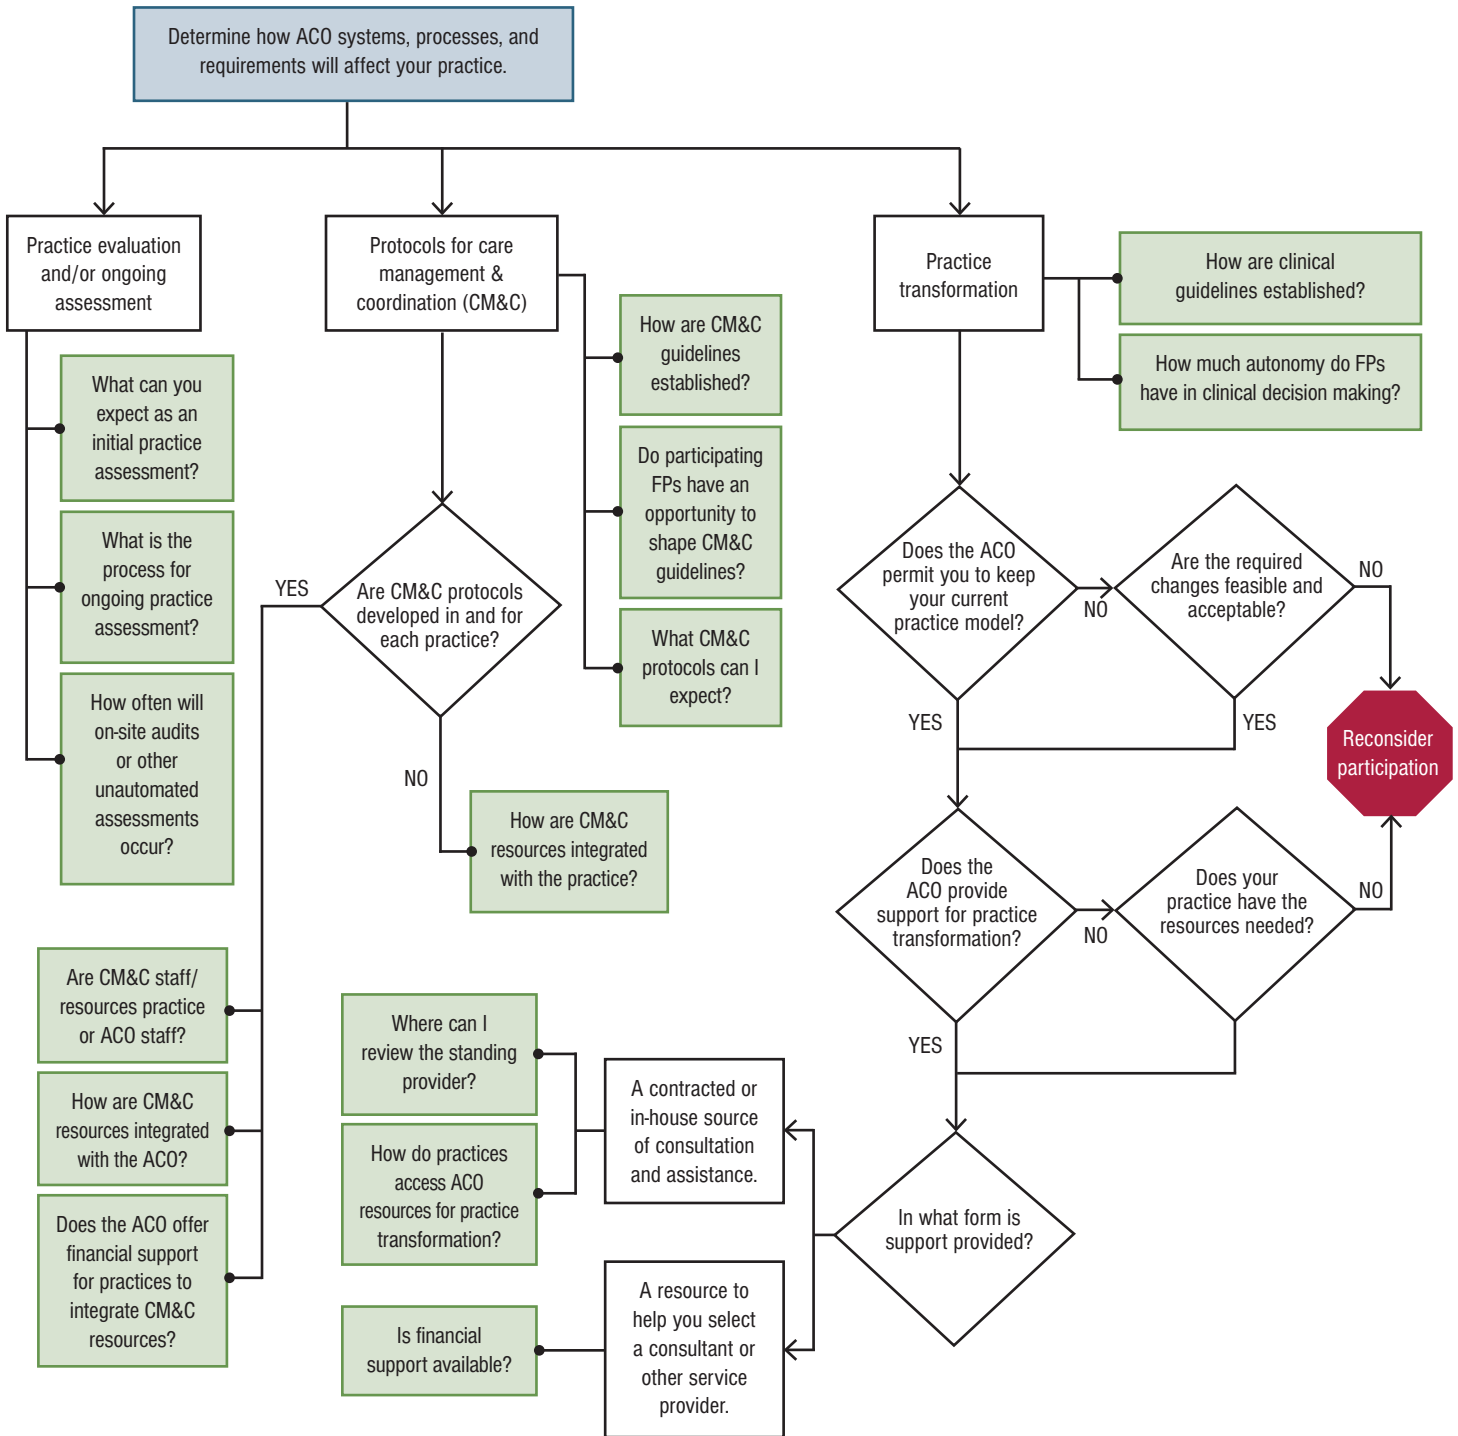 Determine how ACO systems, processes, and
requirements will affect your practice.
Practice evaluation
and/or ongoing
assessment
What can you
expect as an
initial practice
assessment?
What is the
process for
ongoing practice
assessment?
How often will
on-site audits
or other
unautomated
assessments
occur?
Protocols for care
management &
coordination (CM&C)
How are CM&C
guidelines
established?
Do participating
FPs have an
opportunity to
shape CM&C
guidelines?
What CM&C
protocols can I
expect?
Are CM&C protocols
developed in and for
each practice?
YES
NO
How are CM&C
resources integrated
with the practice?
Are CM&C staff/
resources practice
or ACO staff?
How are CM&C
resources integrated
with the ACO?
Does the ACO offer
financial support
for practices to
integrate CM&C
resources?
Practice
transformation
How are clinical
guidelines established?
How much autonomy do FPs
have in clinical decision making?
Does the ACO
permit you to keep
your current
practice model?
NO
Are the required
changes feasible and
acceptable?
NO
YES
YES
Reconsider
participation
Does the
ACO provide
support for practice
transformation?
NO
Does your
practice have the
resources needed?
NO
YES
In what form is
support provided?
A contracted or
in-house source
of consultation
and assistance.
Where can I
review the standing
provider?
How do practices
access ACO
resources for practice
transformation?
A resource to
help you select
a consultant or
other service
provider.
Is financial
support available?